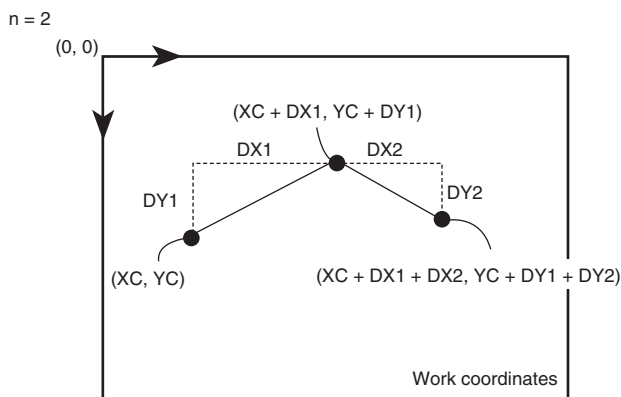 n = 2
(0, 0)
(XC + DX1, YC + DY1)
DX1
DX2
DY1
DY2
(XC, YC)
(XC + DX1 + DX2, YC + DY1 + DY2)
Work coordinates